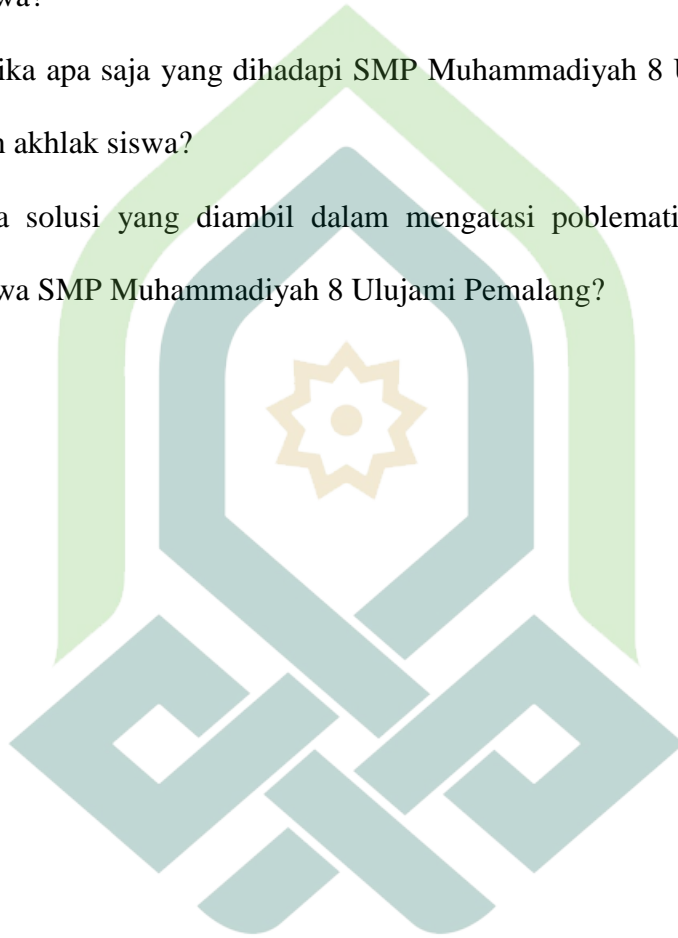 wa?
ika apa saja yang dihadapi SMP Muhammadiyah 8 U
akhlak siswa?
a solusi yang diambil dalam mengatasi poblemati
wa SMP Muhammadiyah 8 Ulujami Pemalang?